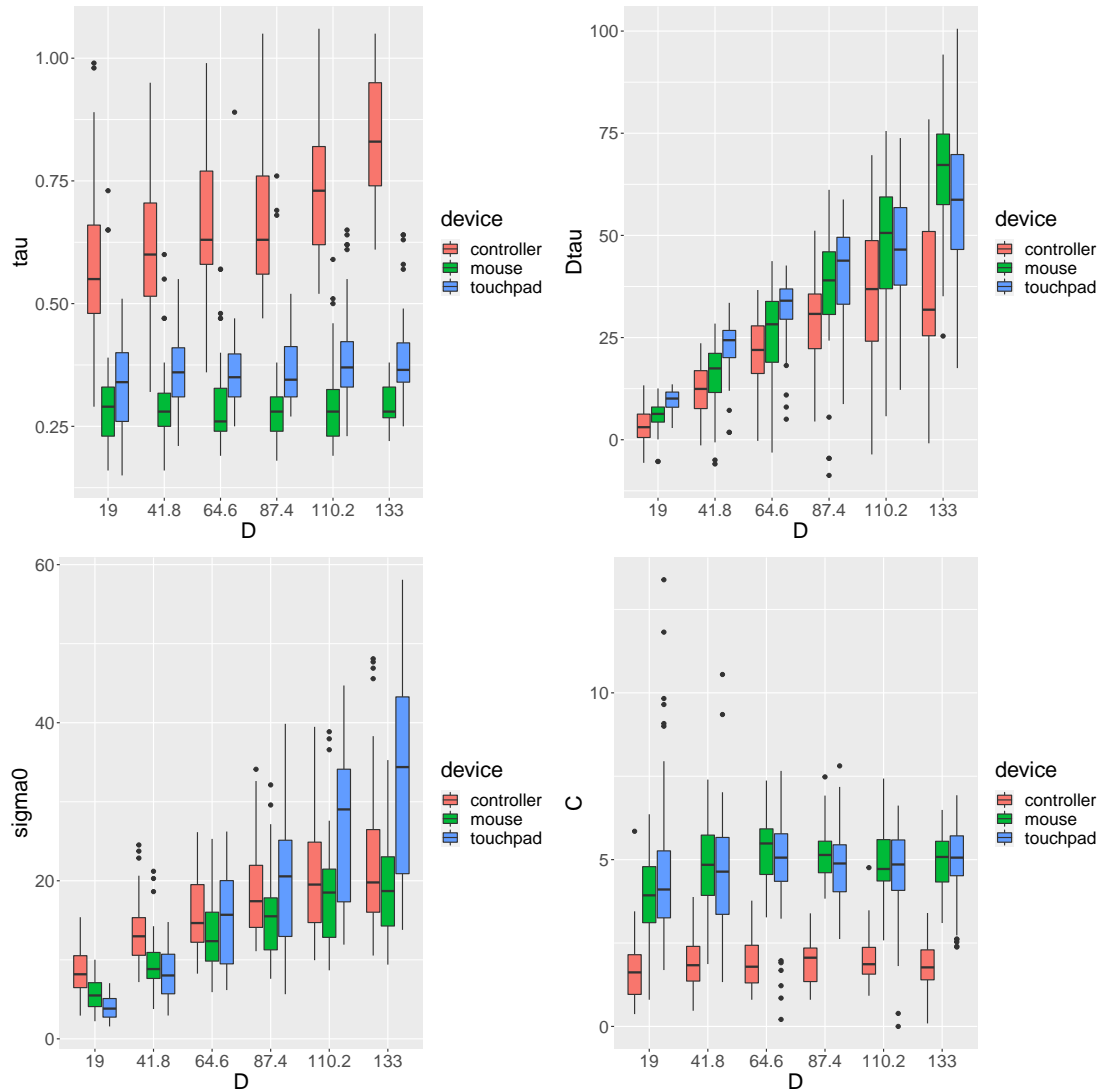 1.00
0.75
0.50
0.25
tau
19 41.8 64.6 87.4 110.2 133
D
device
controller
mouse
touchpad
100
75
50
25
0
Dtau
19 41.8 64.6 87.4 110.2 133
D
device
controller
mouse
touchpad
60
40
20
0
sigma0
19 41.8 64.6 87.4 110.2 133
D
device
controller
mouse
touchpad
10
5
0
C
19 41.8 64.6 87.4 110.2 133
D
device
controller
mouse
touchpad